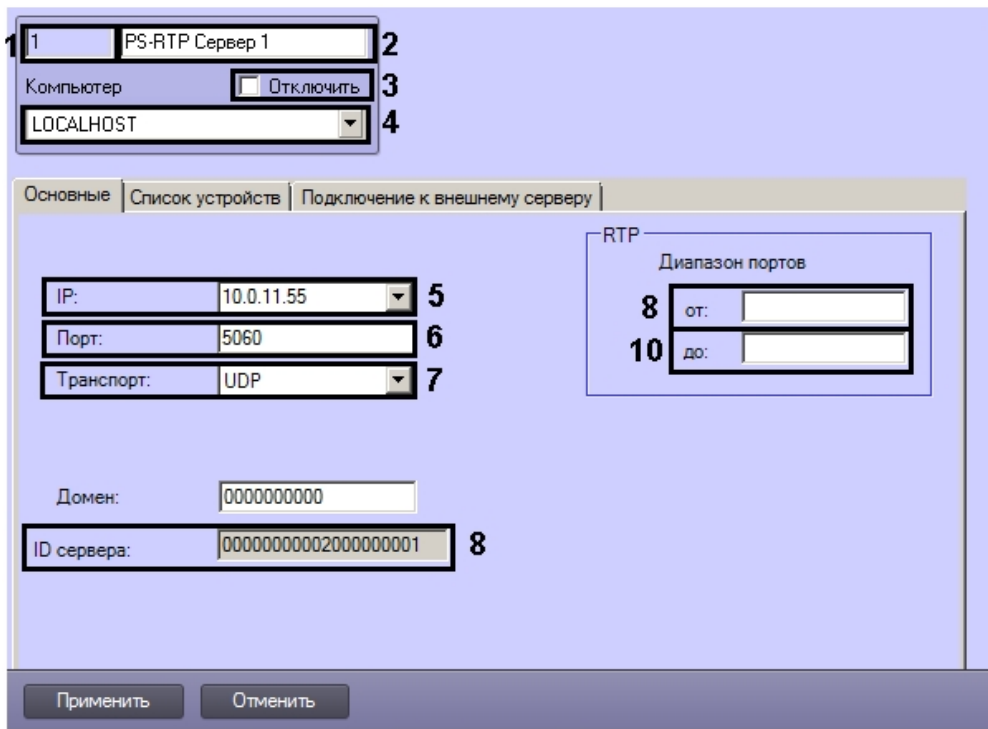 1 1 PS-RTP Сервер 1 2
Компьютер Отключить 3
LOCALHOST 4
Основные Список устройств Подключение к внешнему серверу
RTP
Диапазон портов
IP: 10.0.11.55 5 8 от:
Порт: 5060 6 10 до:
Транспорт: UDP 7
Домен: 0000000000
ID сервера: 00000000002000000001 8
Применить Отменить